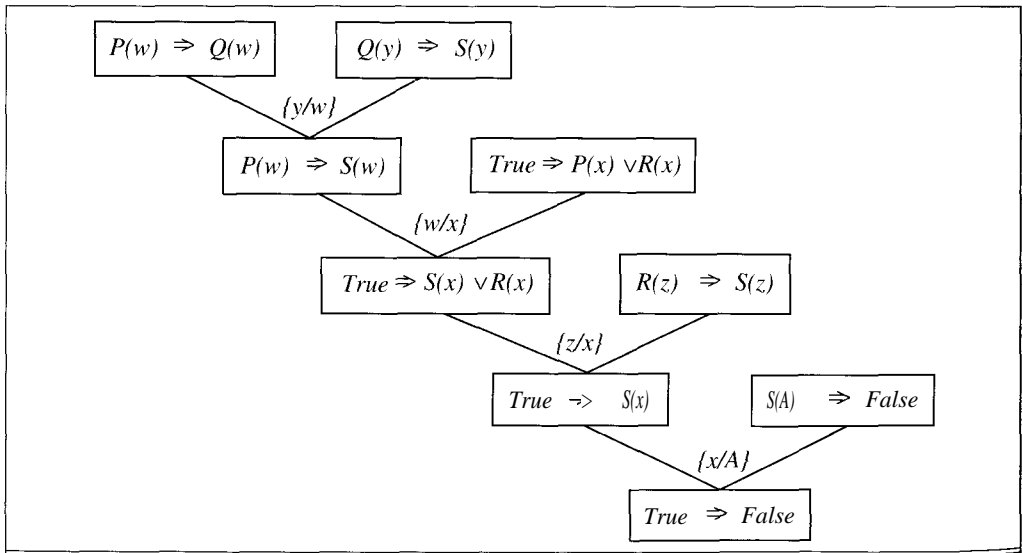 P(w) ⇒ Q(w)
Q(y) ⇒ S(y)
{y/w}
P(w) ⇒ S(w)
True ⇒ P(x) ∨R(x)
{w/x}
True ⇒ S(x) ∨R(x)
R(z) ⇒ S(z)
{z/x}
True -> S(x)
S(A) ⇒ False
{x/A}
True ⇒ False